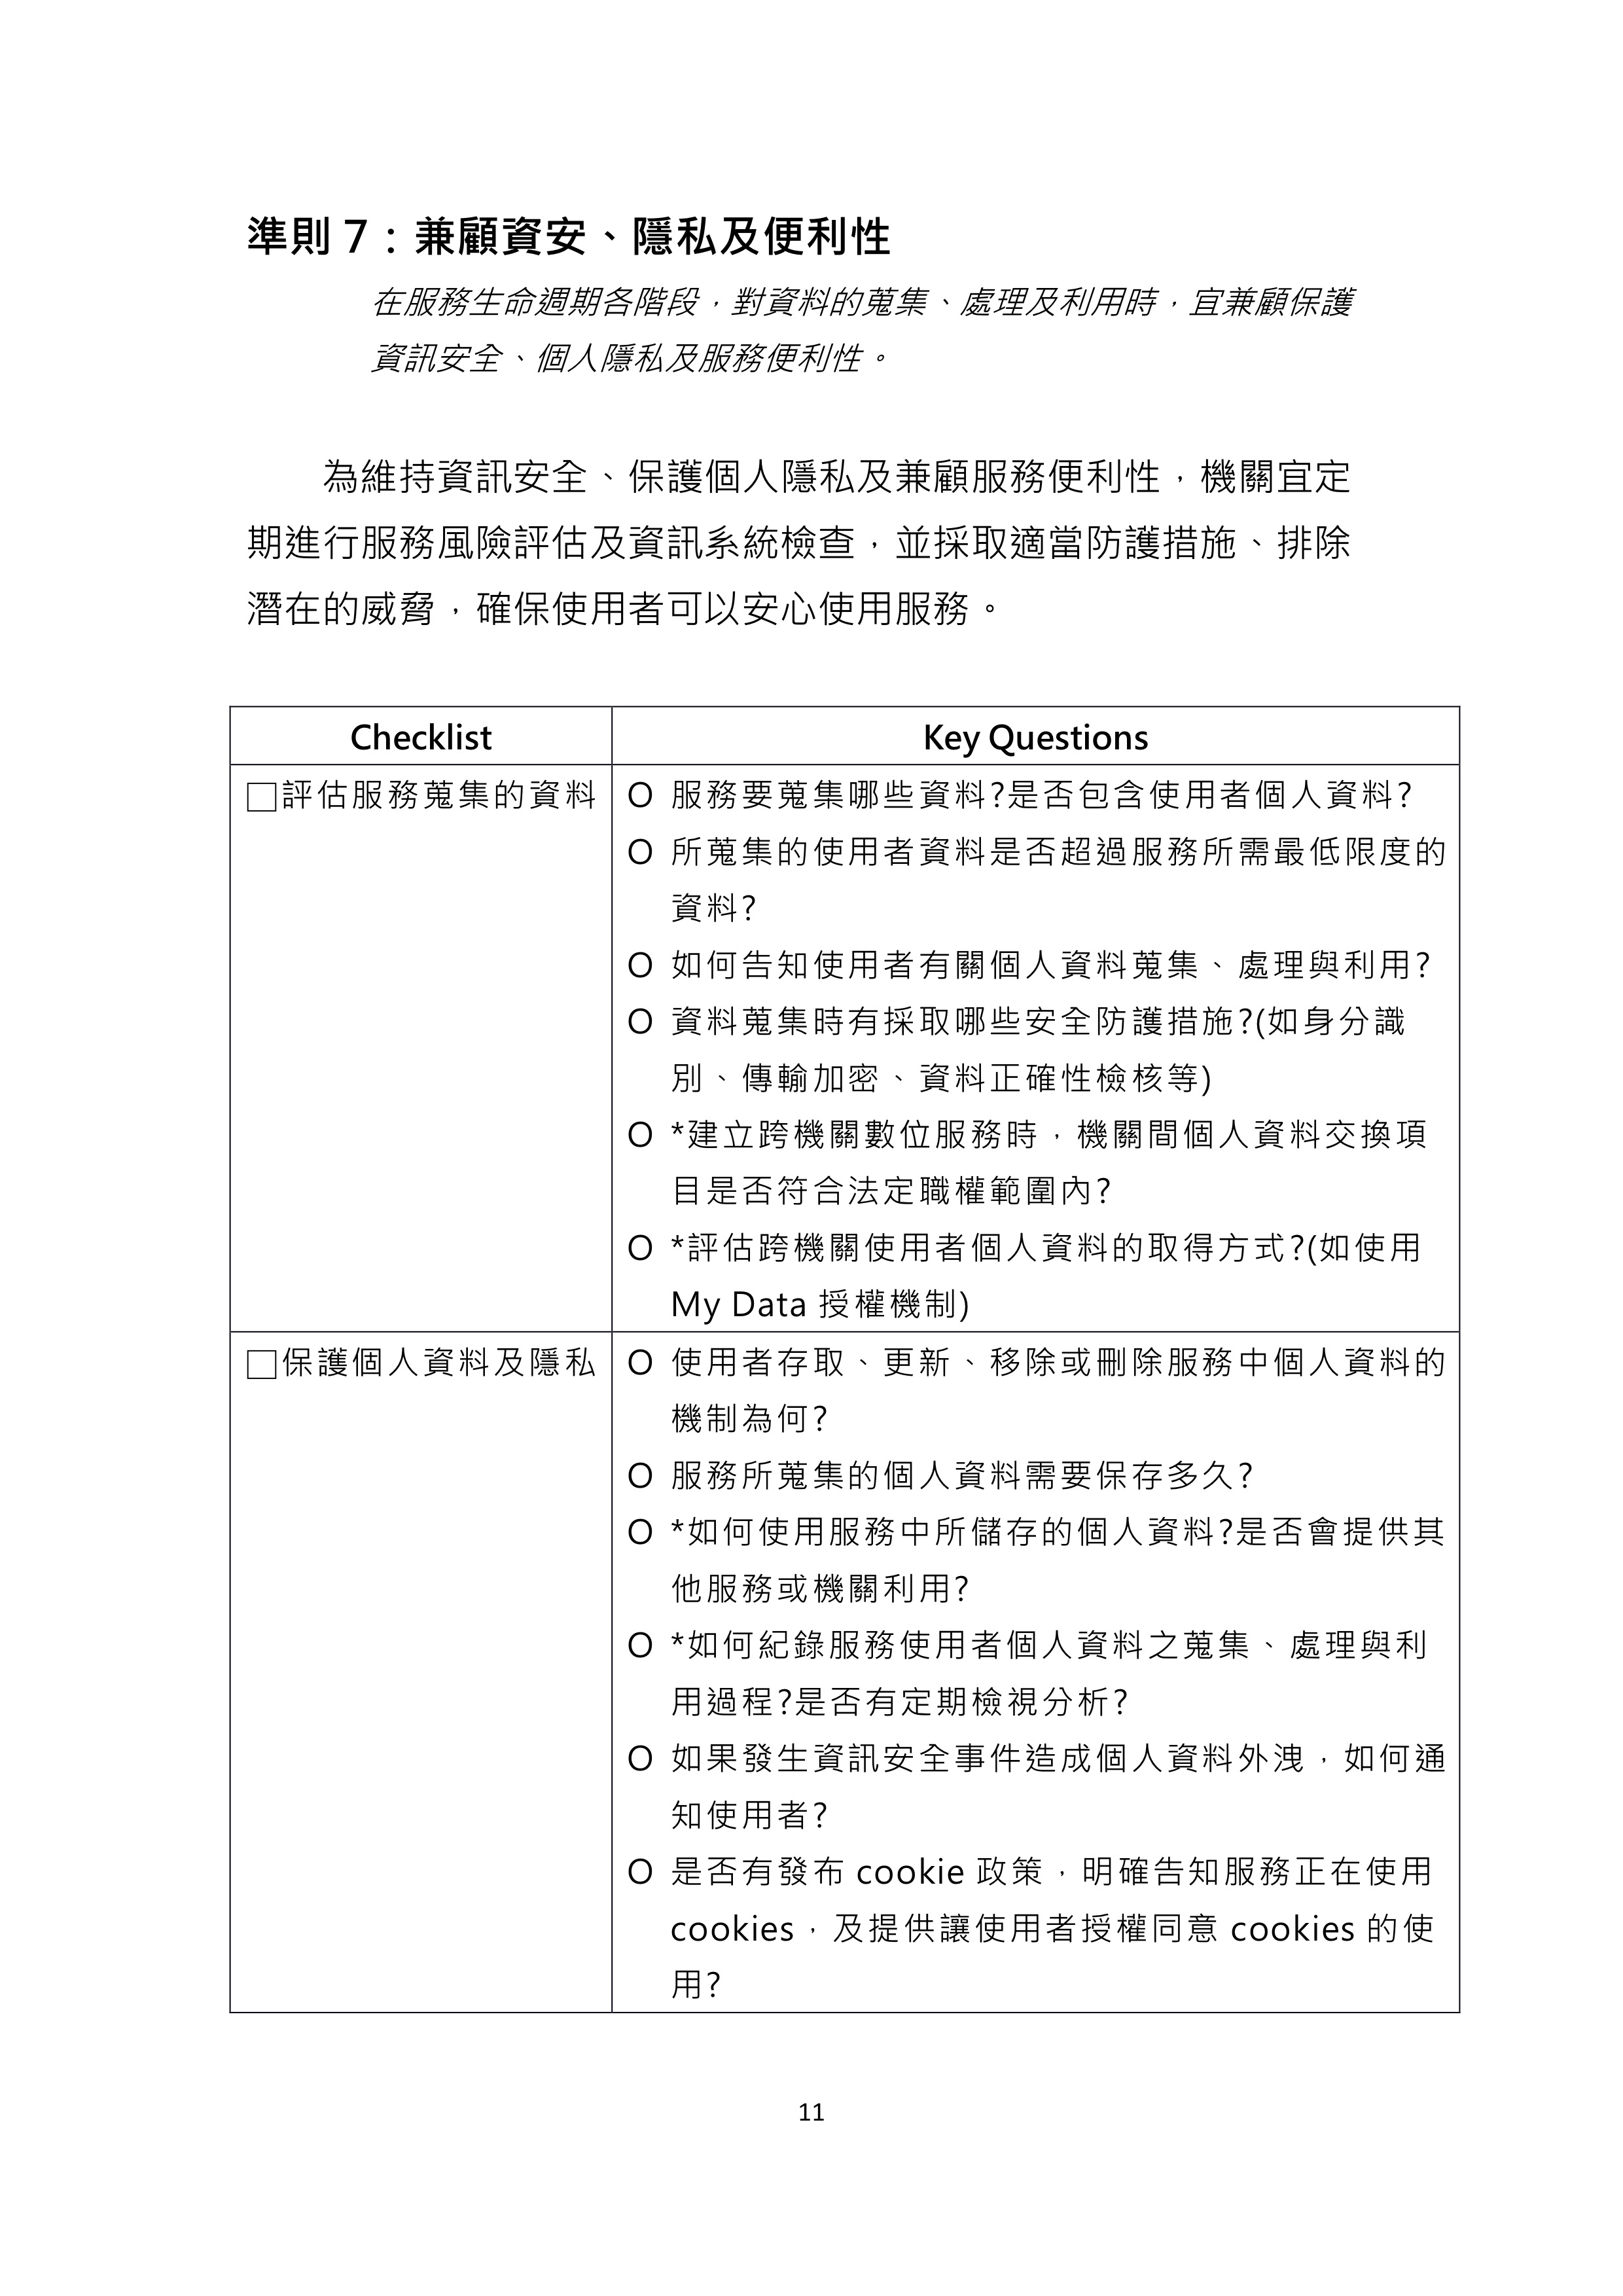 準則 7：兼顧資安、隱私及便利性
在服務生命週期各階段，對資料的蒐集、處理及利用時，宜兼顧保護
資訊安全、個人隱私及服務便利性。
為維持資訊安全、保護個人隱私及兼顧服務便利性，機關宜定
期進行服務風險評估及資訊系統檢查，並採取適當防護措施、排除
潛在的威脅，確保使用者可以安心使用服務。
Checklist
Key Questions
□評估服務蒐集的資料
O 服務要蒐集哪些資料?是否包含使用者個人資料?
O 所蒐集的使用者資料是否超過服務所需最低限度的
資料?
O 如何告知使用者有關個人資料蒐集、處理與利用?
O 資料蒐集時有採取哪些安全防護措施?(如身分識
別、傳輸加密、資料正確性檢核等)
O *建立跨機關數位服務時，機關間個人資料交換項
目是否符合法定職權範圍內?
O *評估跨機關使用者個人資料的取得方式?(如使用
My Data 授權機制)
□保護個人資料及隱私
O 使用者存取、更新、移除或刪除服務中個人資料的
機制為何?
O 服務所蒐集的個人資料需要保存多久?
O *如何使用服務中所儲存的個人資料?是否會提供其
他服務或機關利用?
O *如何紀錄服務使用者個人資料之蒐集、處理與利
用過程?是否有定期檢視分析?
O 如果發生資訊安全事件造成個人資料外洩，如何通
知使用者?
O 是否有發布 cookie 政策，明確告知服務正在使用
cookies，及提供讓使用者授權同意 cookies 的使
用?
11